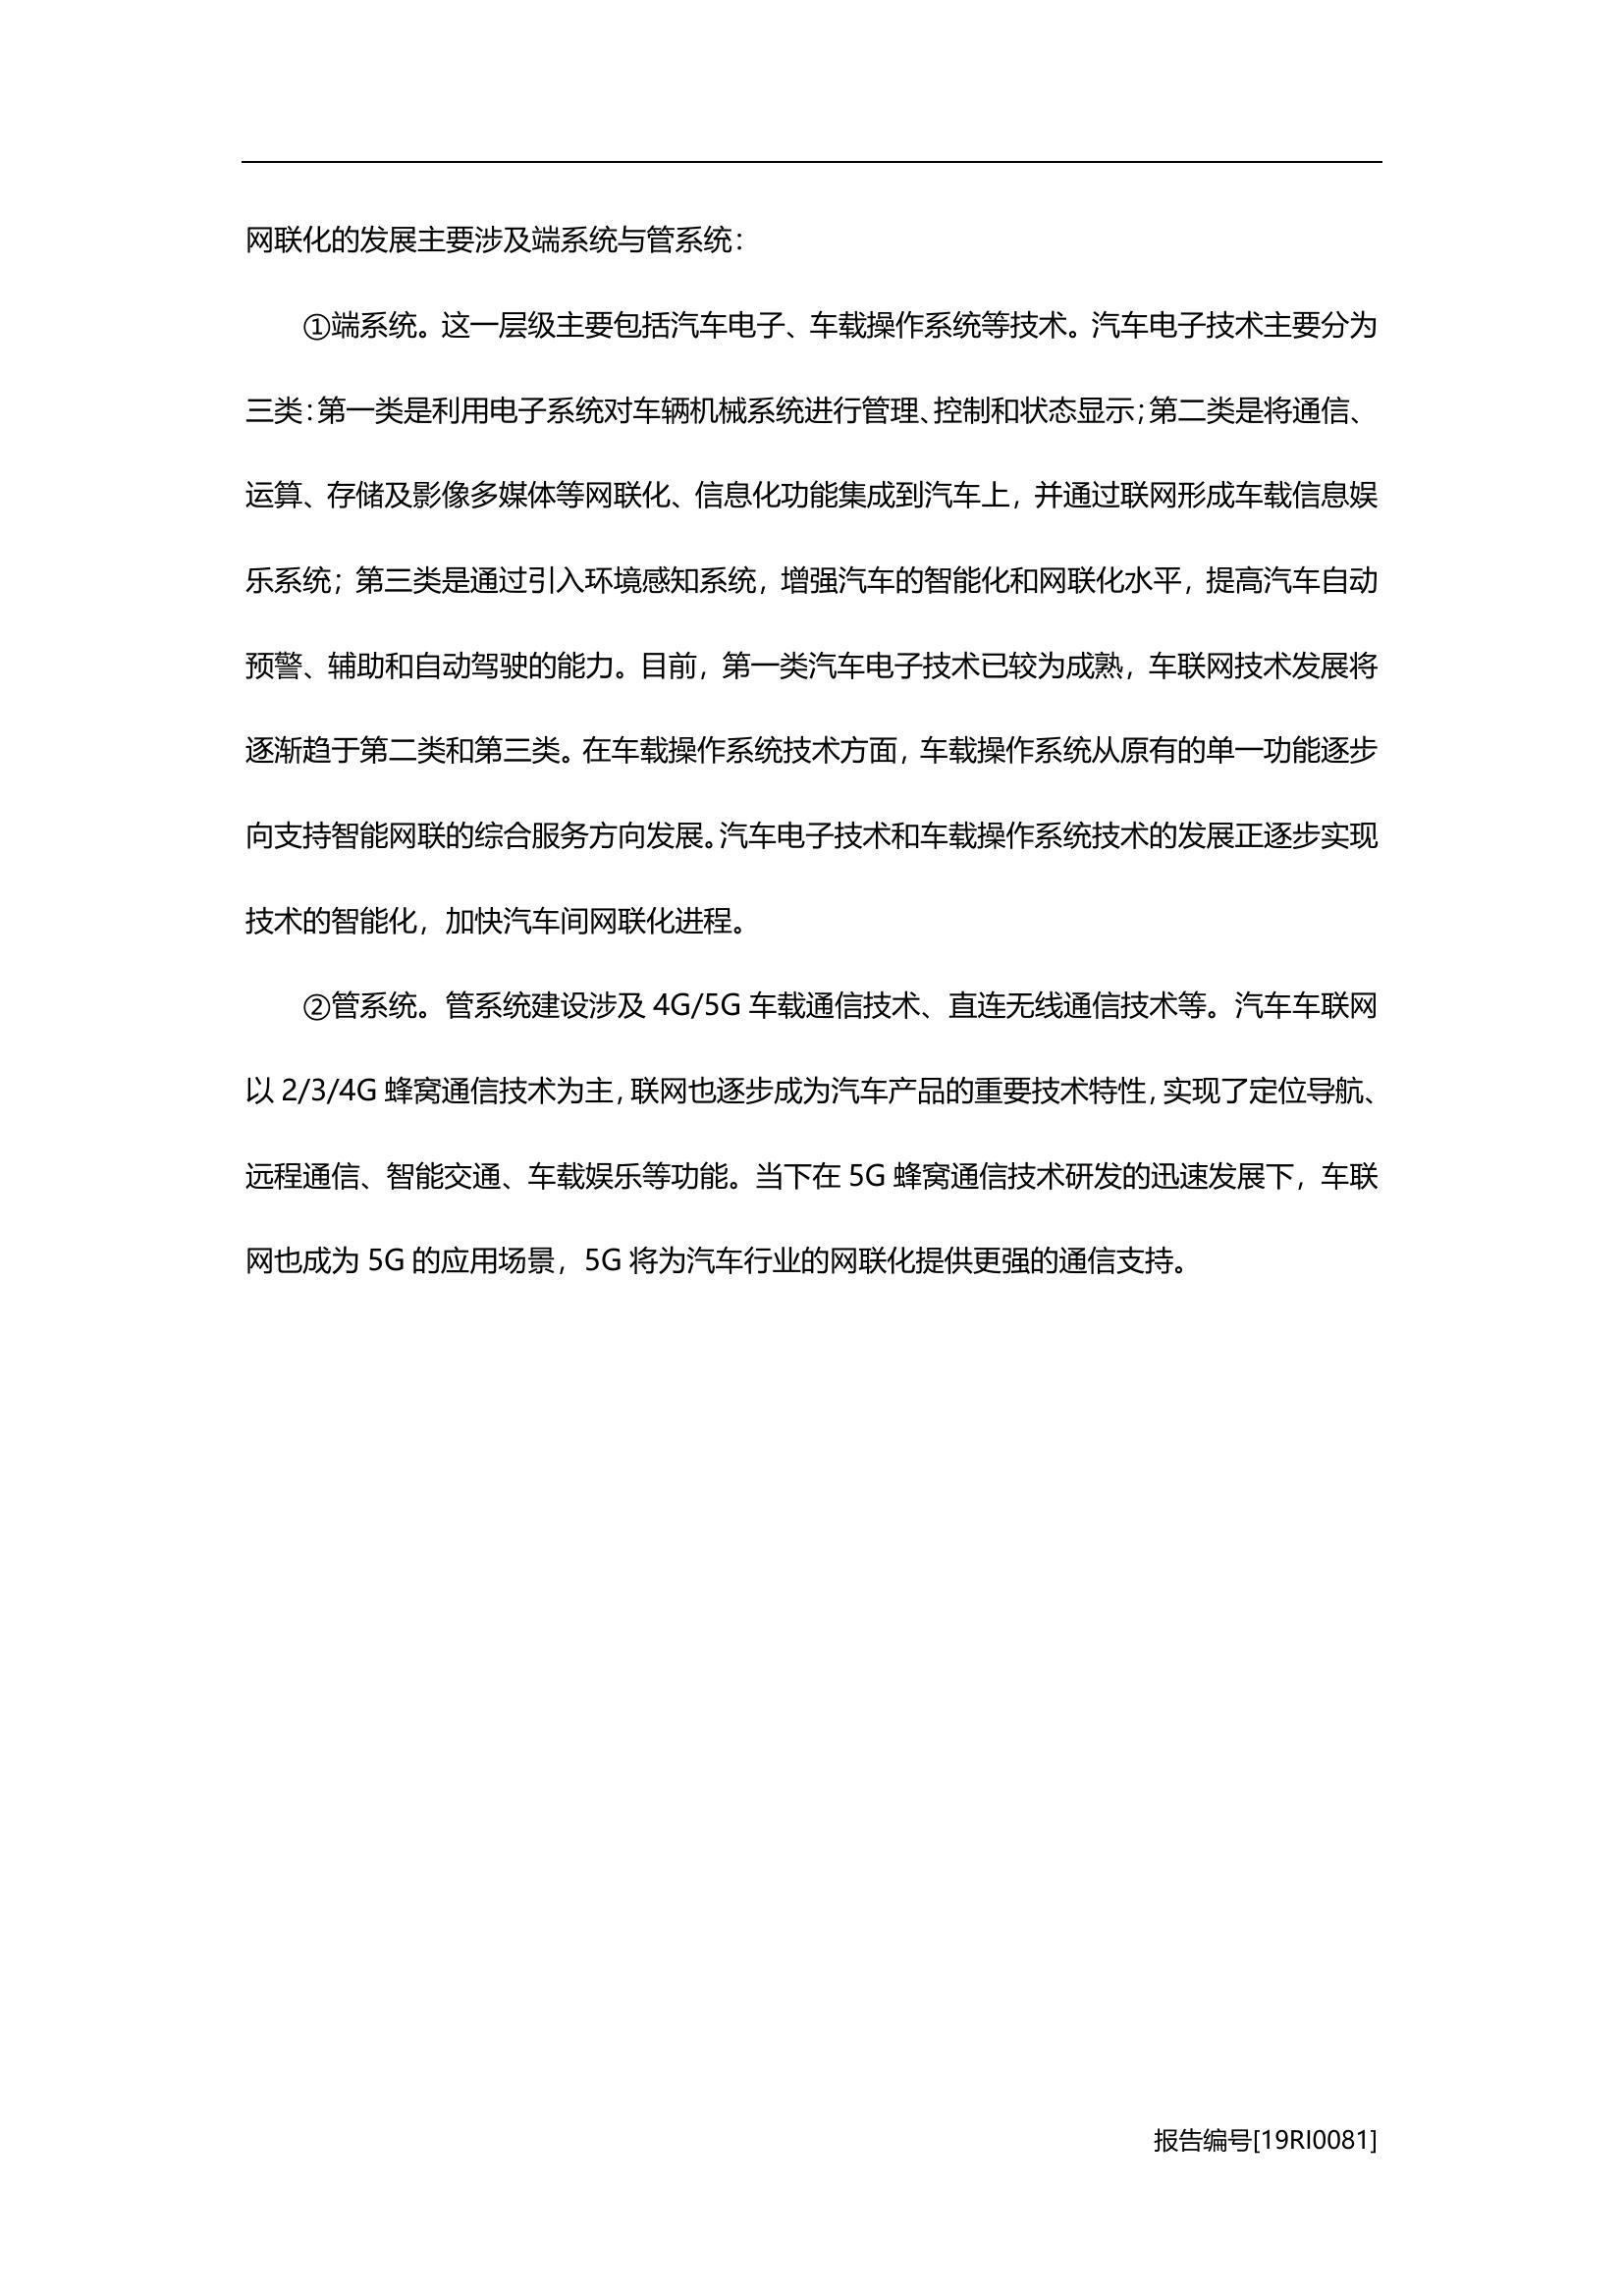 网联化的发展主要涉及端系统与管系统：
①端系统。这一层级主要包括汽车电子、车载操作系统等技术。汽车电子技术主要分为
三类：第一类是利用电子系统对车辆机械系统进行管理、控制和状态显示；第二类是将通信、
运算、存储及影像多媒体等网联化、信息化功能集成到汽车上，并通过联网形成车载信息娱
乐系统；第三类是通过引入环境感知系统，增强汽车的智能化和网联化水平，提高汽车自动
预警、辅助和自动驾驶的能力。目前，第一类汽车电子技术已较为成熟，车联网技术发展将
逐渐趋于第二类和第三类。在车载操作系统技术方面，车载操作系统从原有的单一功能逐步
向支持智能网联的综合服务方向发展。汽车电子技术和车载操作系统技术的发展正逐步实现
技术的智能化，加快汽车间网联化进程。
②管系统。管系统建设涉及 4G/5G 车载通信技术、直连无线通信技术等。汽车车联网
以 2/3/4G 蜂窝通信技术为主，联网也逐步成为汽车产品的重要技术特性，实现了定位导航、
远程通信、智能交通、车载娱乐等功能。当下在 5G 蜂窝通信技术研发的迅速发展下，车联
网也成为 5G 的应用场景，5G 将为汽车行业的网联化提供更强的通信支持。
报告编号[19RI0081]